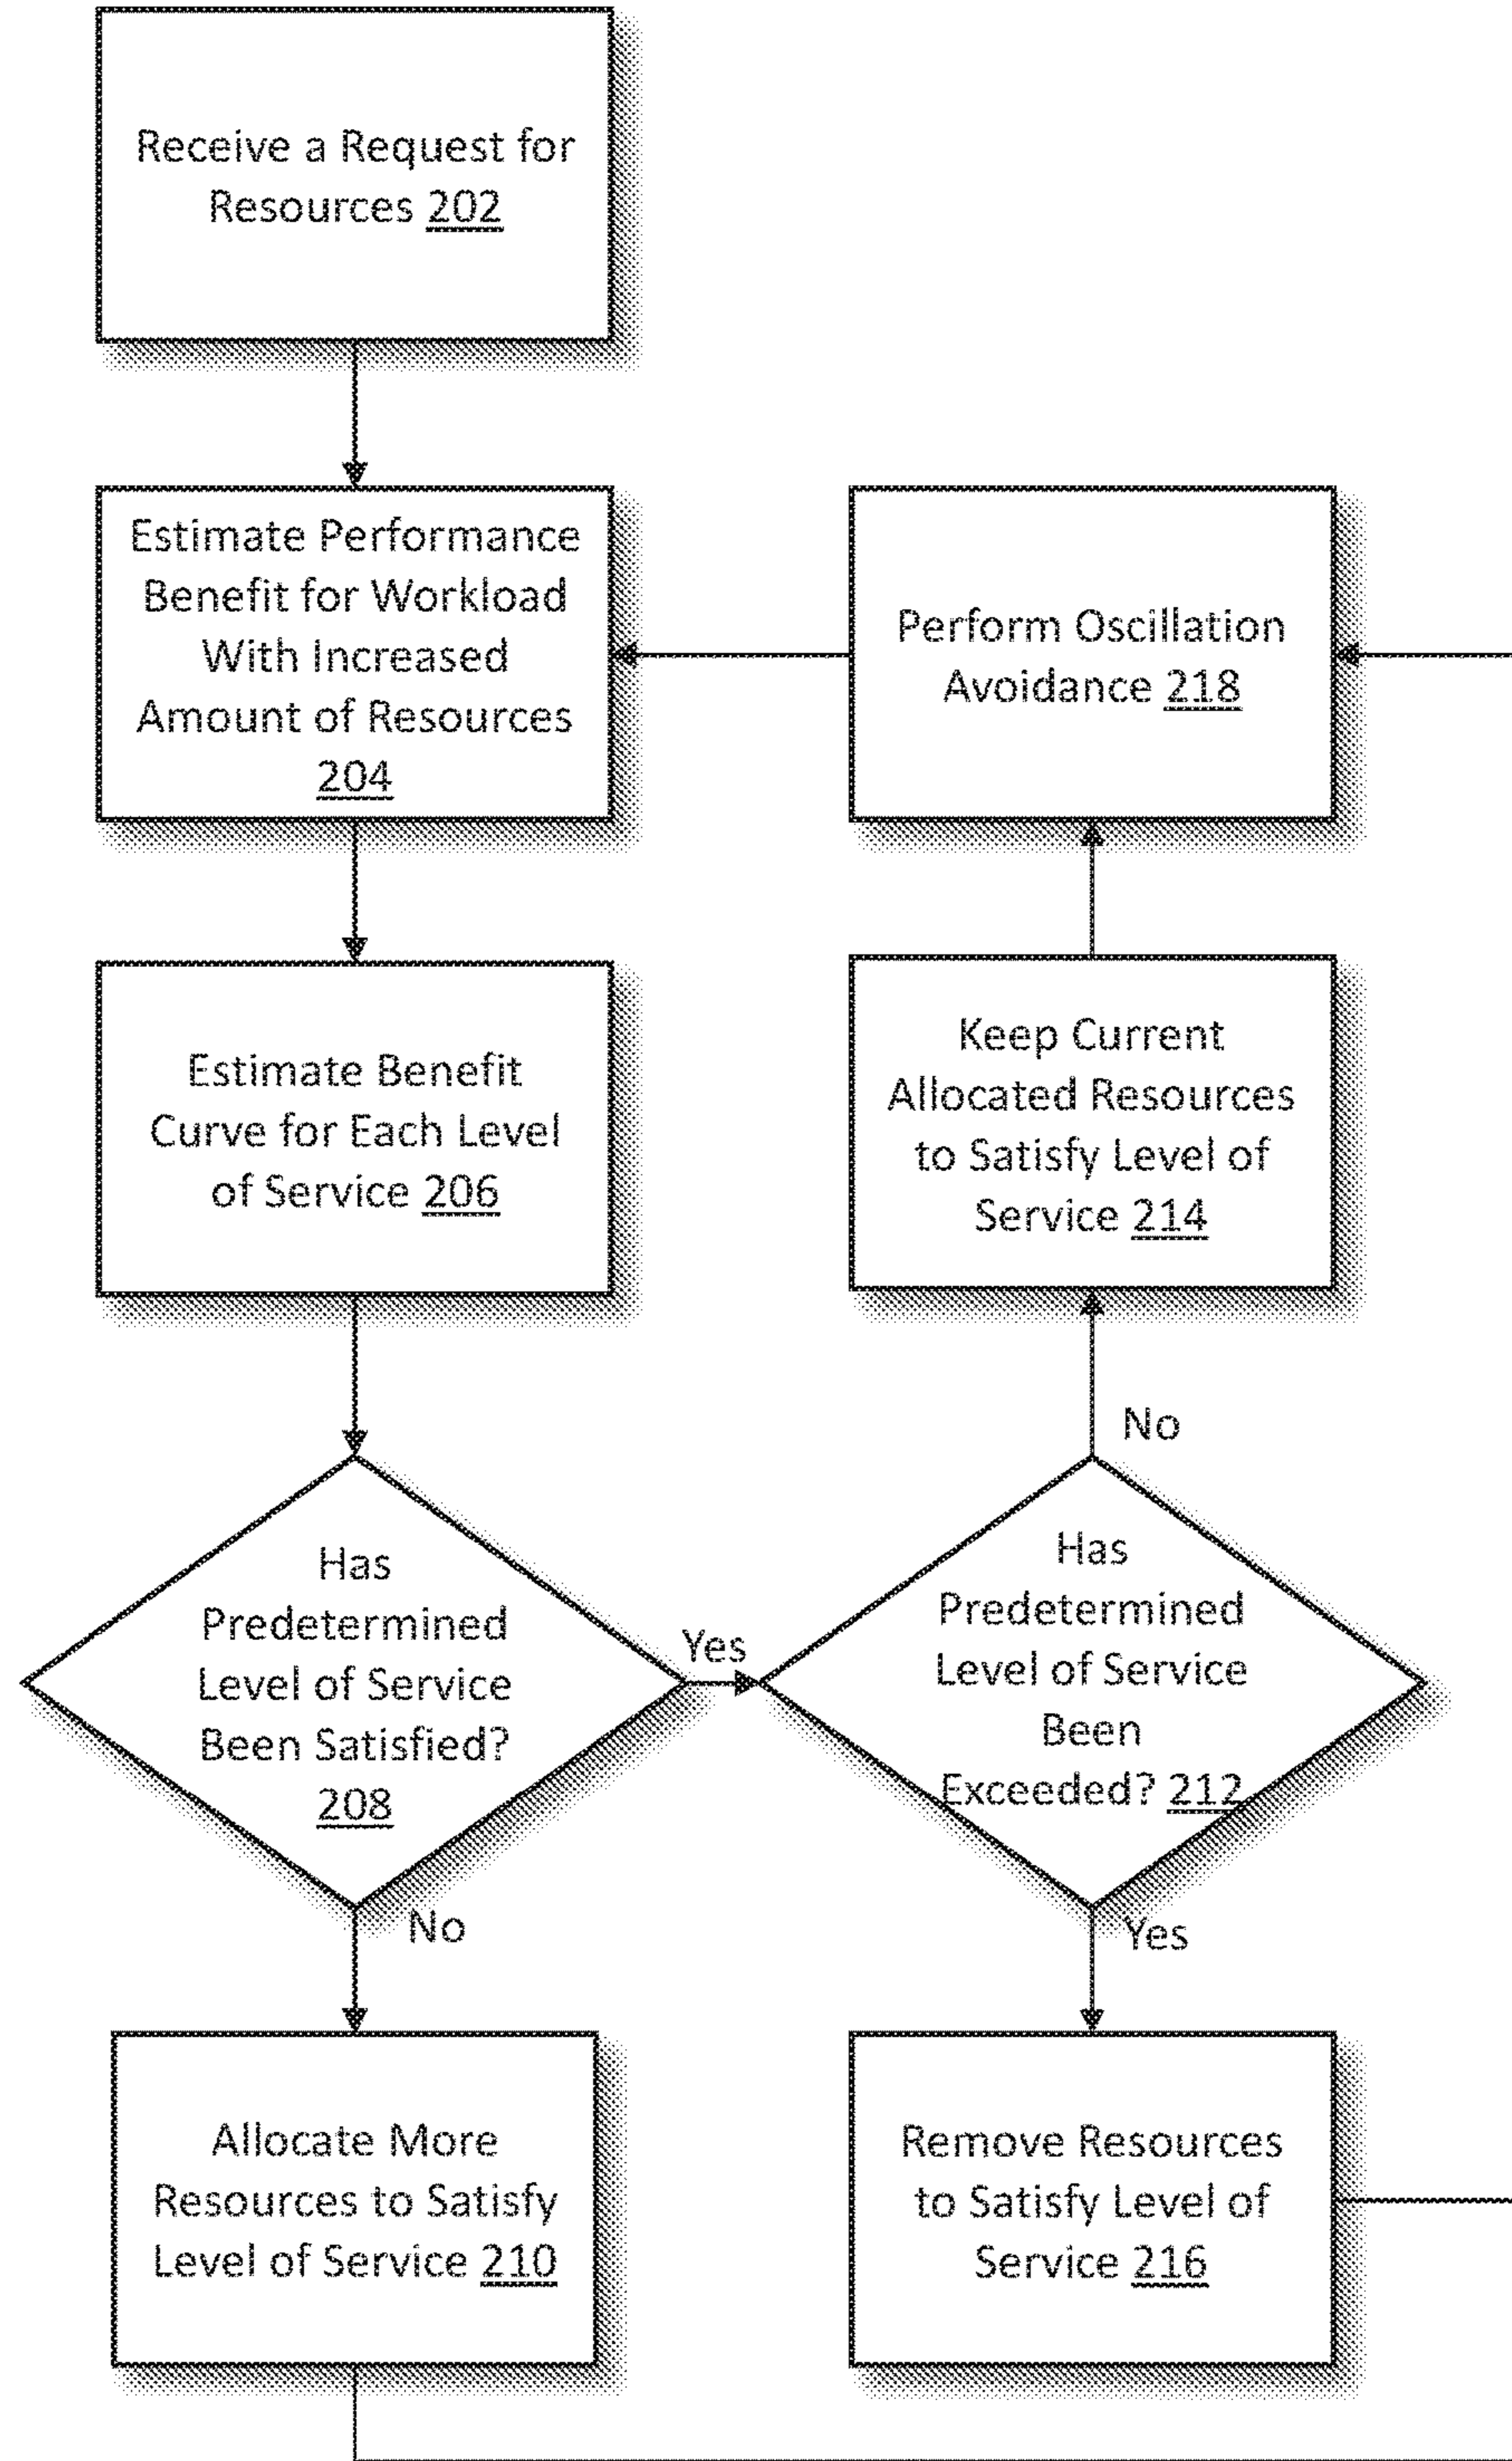 Receive a Request for
Resources 202
Estimate Performance
Benefit for Workload
With Increased
Amount of Resources
204
Perform Oscillation
Avoidance 218
Estimate Benefit
Curve for Each Level
of Service 206
Keep Current
Allocated Resources
to Satisfy Level of
Service 214
No
Has
Predetermined
Level of Service
Been Satisfied?
208
Yes
Has
Predetermined
Level of Service
Been
Exceeded? 212
No
Yes
Allocate More
Resources to Satisfy
Level of Service 210
Remove Resources
to Satisfy Level of
Service 216